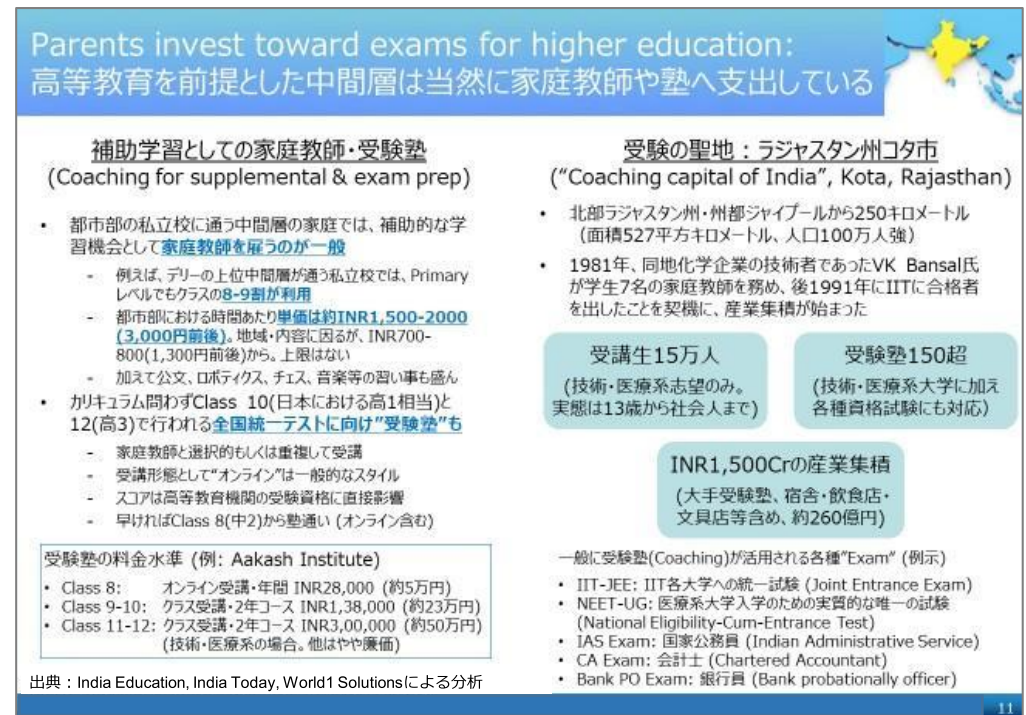 Parents invest toward exams for higher education:
高等教育を前提とした中間層は当然に家庭教師や塾へ支出している
補助学習としての家庭教師・受験塾
(Coaching for supplemental & exam prep)
• 都市部の私立校に通う中間層の家庭では、補助的な学
習機会として家庭教師を雇うのが一般
- 例えば、デリーの上位中間層が通う私立校では、Primary
レベルでもクラスの8-9割が利用
- 都市部における時間あたり単価は約INR1,500-2000
(3,000円前後)。地域・内容に因るが、INR700-
800(1,300円前後)から。上限はない
- 加えて公文、ロボティクス、チェス、音楽等の習い事も盛ん
• カリキュラム問わずClass 10(日本における高1相当)と
12(高3)で行われる全国統一テストに向け"受験塾"も
- 家庭教師と選択的もしくは重複して受講
- 受講形態として"オンライン"は一般的なスタイル
- スコアは高等教育機関の受験資格に直接影響
- 早ければClass 8(中2)から塾通い (オンライン含む)
受験塾の料金水準 (例: Aakash Institute)
• Class 8: オンライン受講・年間 INR28,000 (約5万円)
• Class 9-10: クラス受講・2年コース INR1,38,000 (約23万円)
• Class 11-12: クラス受講・2年コース INR3,00,000 (約50万円)
(技術・医療系の場合。他はやや廉価)
出典：India Education, India Today, World1 Solutionsによる分析
受験の聖地：ラジャスタン州コタ市
("Coaching capital of India", Kota, Rajasthan)
• 北部ラジャスタン州・州都ジャイプールから250キロメートル
（面積527平方キロメートル、人口100万人強）
• 1981年、同地化学企業の技術者であったVK Bansal氏
が学生7名の家庭教師を務め、後1991年にIITに合格者
を出したことを契機に、産業集積が始まった
受講生15万人
(技術・医療系志望のみ。
実態は13歳から社会人まで)
受験塾150超
(技術・医療系大学に加え
各種資格試験にも対応)
INR1,500Crの産業集積
(大手受験塾、宿舎・飲食店・
文具店等含め、約260億円)
一般に受験塾(Coaching)が活用される各種"Exam" (例示)
• IIT-JEE: IIT各大学への統一試験 (Joint Entrance Exam)
• NEET-UG: 医療系大学入学のための実質的な唯一の試験
(National Eligibility-Cum-Entrance Test)
• IAS Exam: 国家公務員 (Indian Administrative Service)
• CA Exam: 会計士 (Chartered Accountant)
• Bank PO Exam: 銀行員 (Bank probationally officer)
11